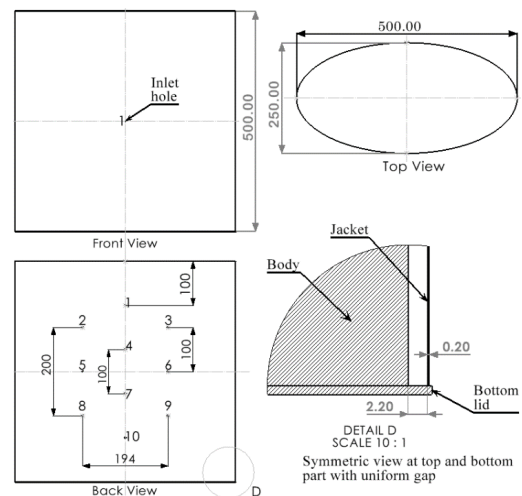 500.00
250.00
Top View
Inlet
hole
1
500.00
Front View
100
1
2
3
4
100
200
5
6
100
7
8
9
10
194
Back View
D
Jacket
Body
0.20
Bottom
lid
2.20
DETAIL D
SCALE 10 : 1
Symmetric view at top and bottom
part with uniform gap